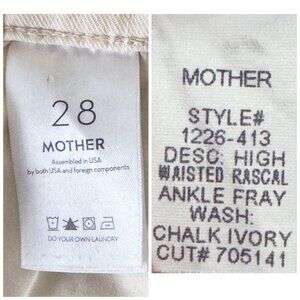 28
MOTHER
Assembled in USA
by both USA and foreign components
DO YOUR OWN LAUNDRY
MOTHER
STYLE#
1226-413
DESC: HIGH
WAISTED RASCAL
ANKLE FRAY
WASH:
CHALK IVORY
CUT# 705141